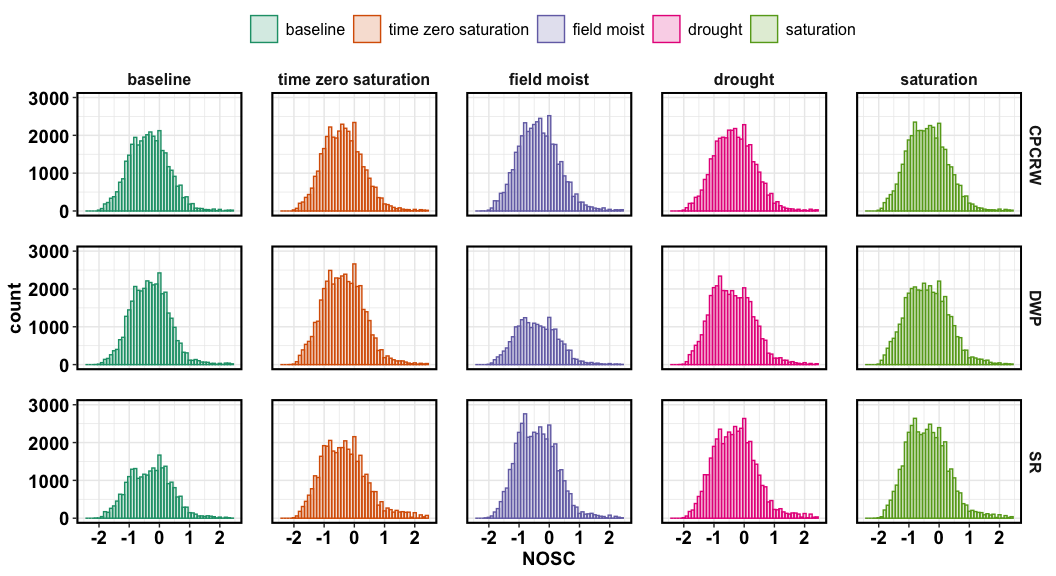 baseline time zero saturation field moist drought saturation
baseline time zero saturation field moist drought saturation
3000
2000
1000
0
CPCRW
3000
2000
1000
0
DWP
3000
2000
1000
0
SR
count
-2 -1 0 1 2 -2 -1 0 1 2 -2 -1 0 1 2 -2 -1 0 1 2 -2 -1 0 1 2
NOSC